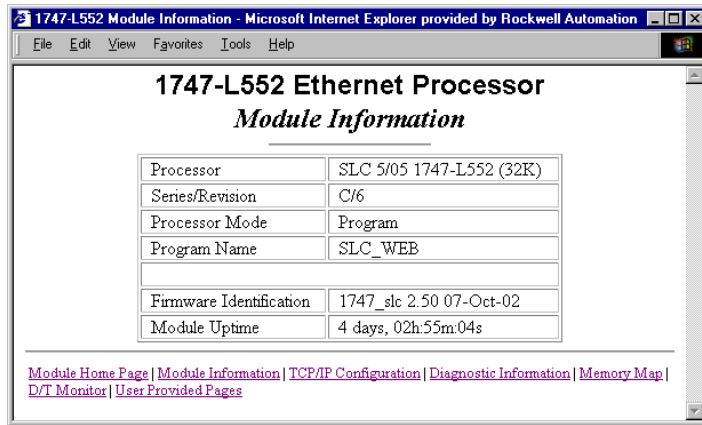 1747-L552 Module Information - Microsoft Internet Explorer provided by Rockwell Automation
File Edit View Favorites Tools Help
1747-L552 Ethernet Processor
Module Information
Processor SLC 5/05 1747-L552 (32K)
Series/Revision C/6
Processor Mode Program
Program Name SLC_WEB
Firmware Identification 1747_slc 2.50 07-Oct-02
Module Uptime 4 days, 02h:55m:04s
Module Home Page | Module Information | TCP/IP Configuration | Diagnostic Information | Memory Map |
D/T Monitor | User Provided Pages